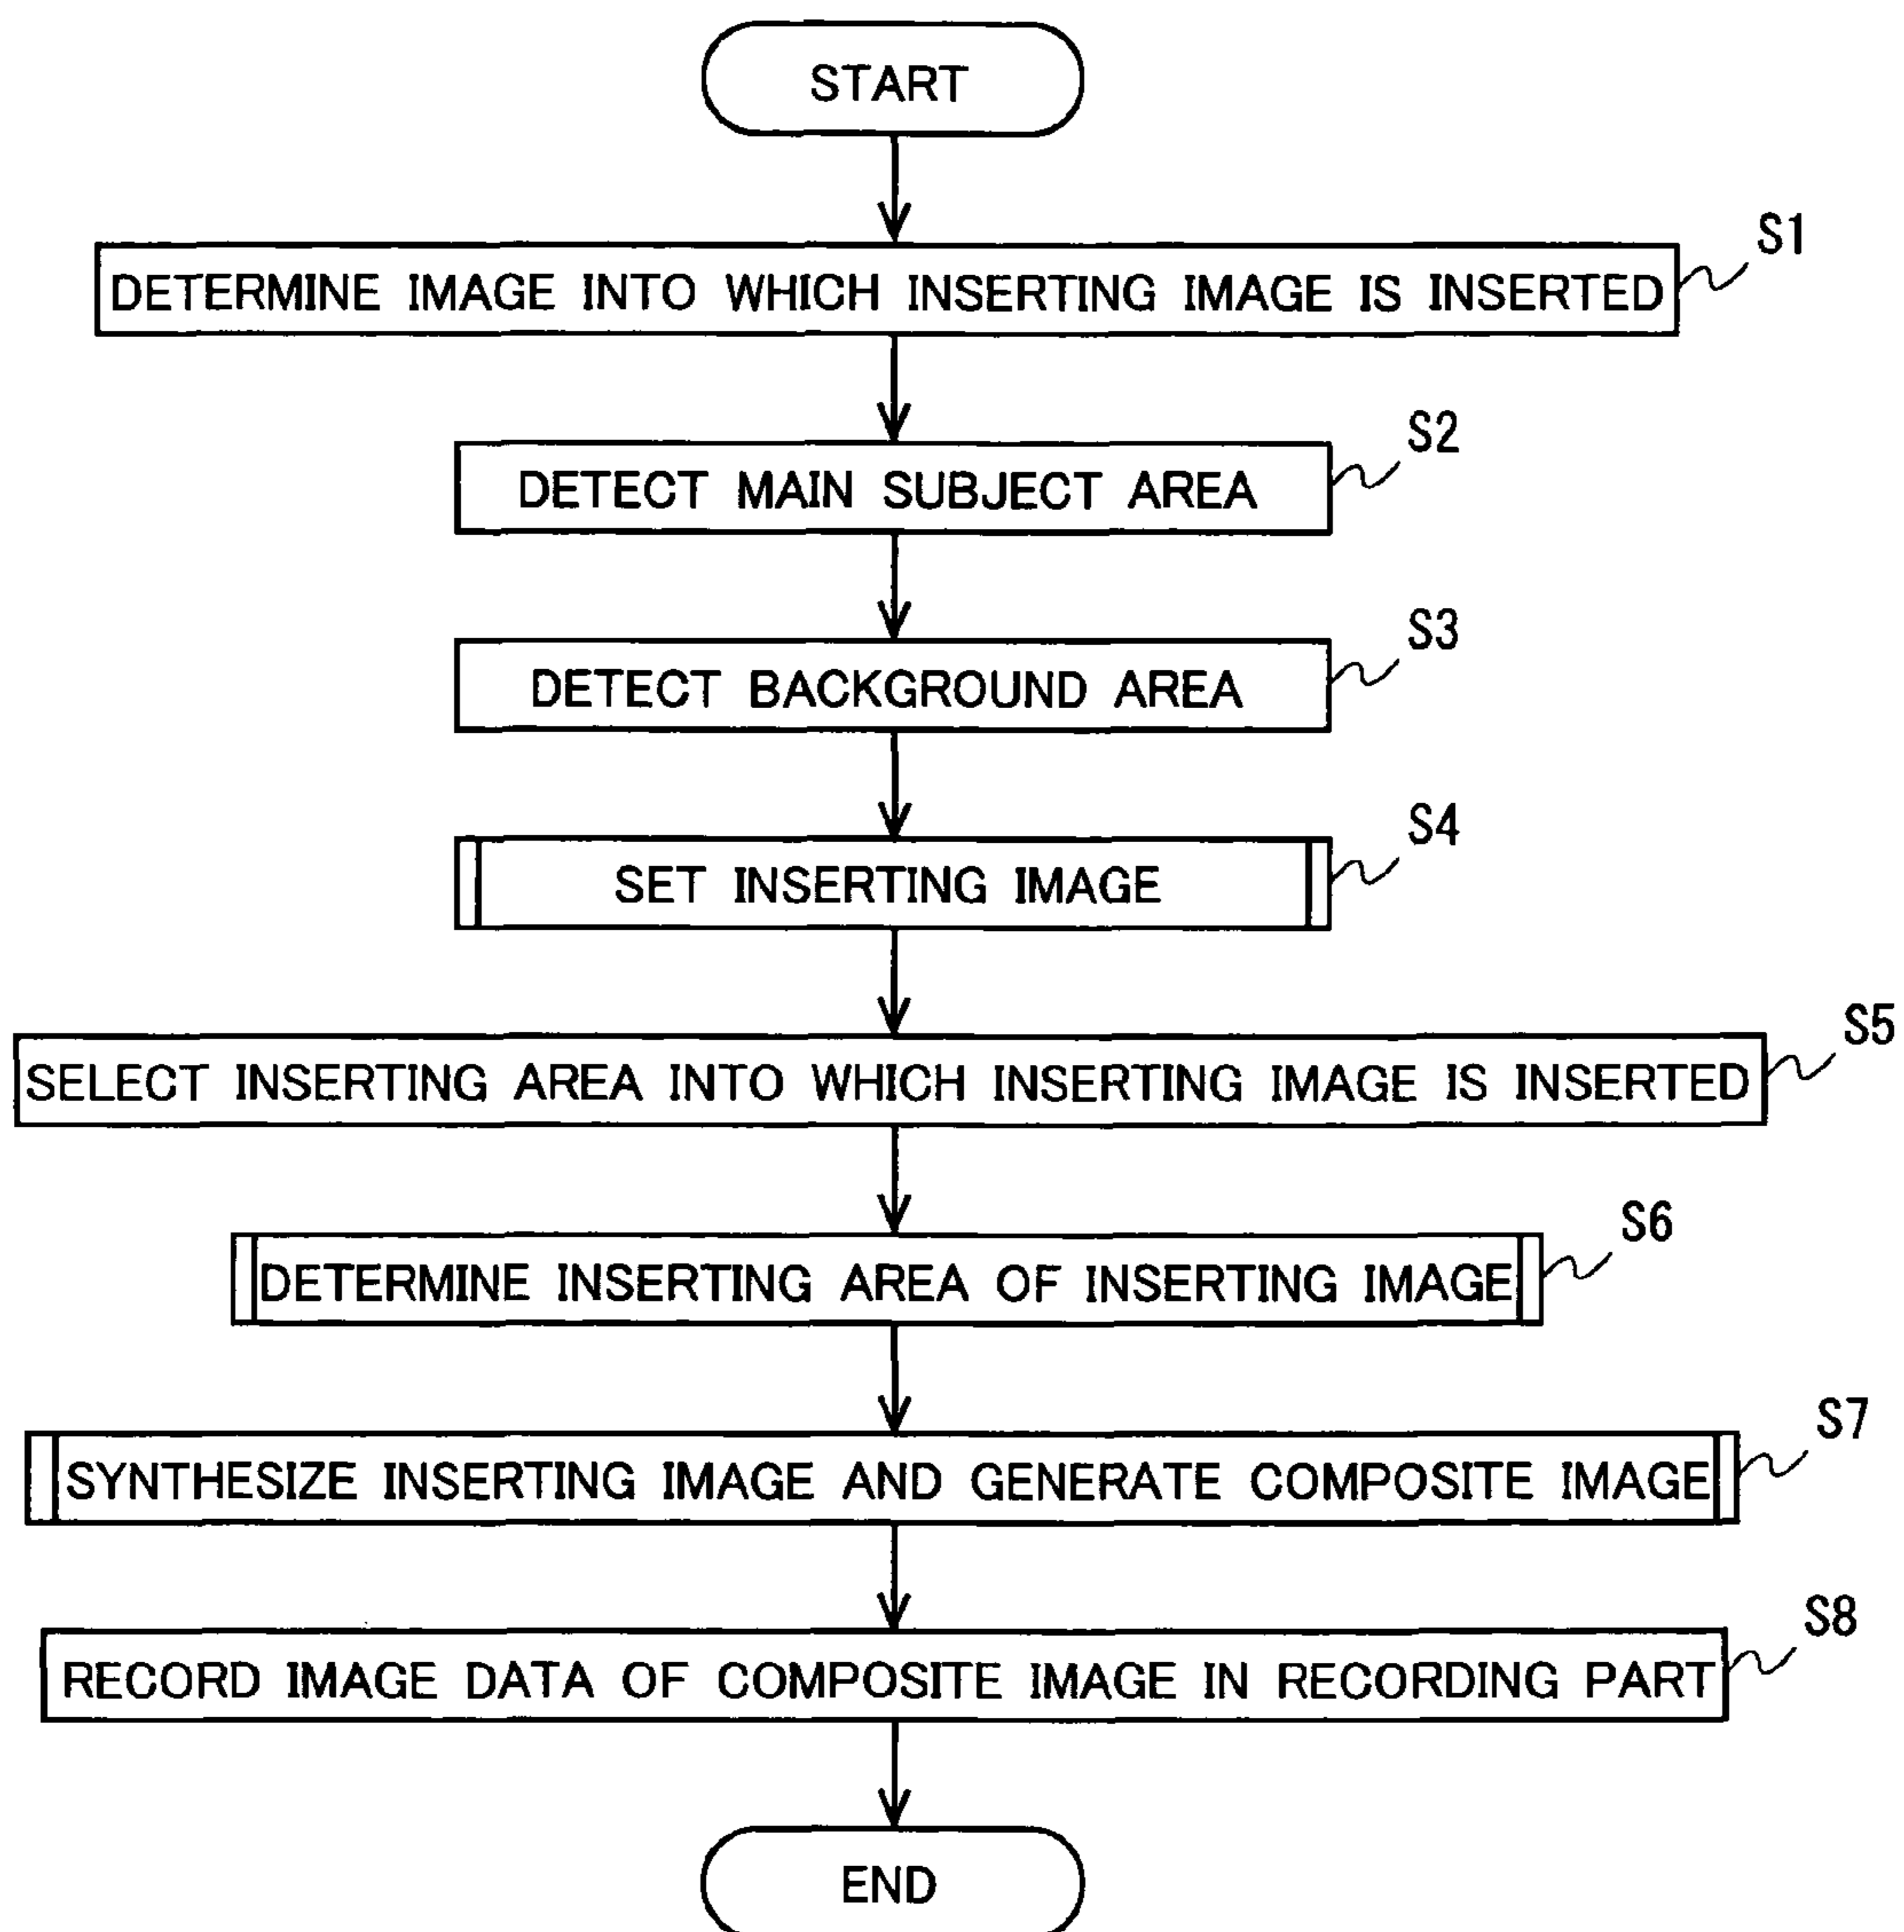 START
S1
DETERMINE IMAGE INTO WHICH INSERTING IMAGE IS INSERTED
S2
DETECT MAIN SUBJECT AREA
S3
DETECT BACKGROUND AREA
S4
SET INSERTING IMAGE
S5
SELECT INSERTING AREA INTO WHICH INSERTING IMAGE IS INSERTED
S6
DETERMINE INSERTING AREA OF INSERTING IMAGE
S7
SYNTHESIZE INSERTING IMAGE AND GENERATE COMPOSITE IMAGE
S8
RECORD IMAGE DATA OF COMPOSITE IMAGE IN RECORDING PART
END